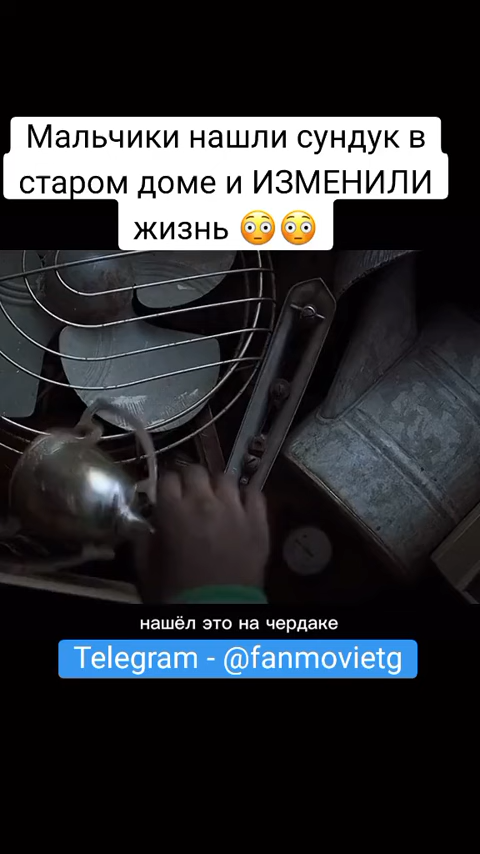 Мальчики нашли сундук в
старом доме и ИЗМЕНИЛИ
жизнь 😳😳
нашёл это на чердаке
Telegram - @fanmovietg